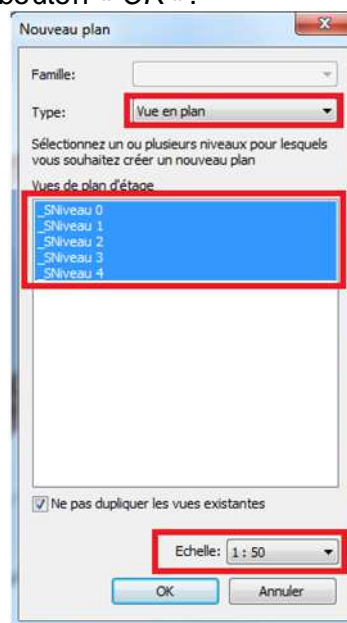 bouton « OK ».
Nouveau plan
Famille:
Type: Vue en plan
Sélectionnez un ou plusieurs niveaux pour lesquels
vous souhaitez créer un nouveau plan
Vues de plan d'étage
_SNiveau 0
_SNiveau 1
_SNiveau 2
_SNiveau 3
_SNiveau 4
Ne pas dupliquer les vues existantes
Echelle: 1 : 50
OK Annuler